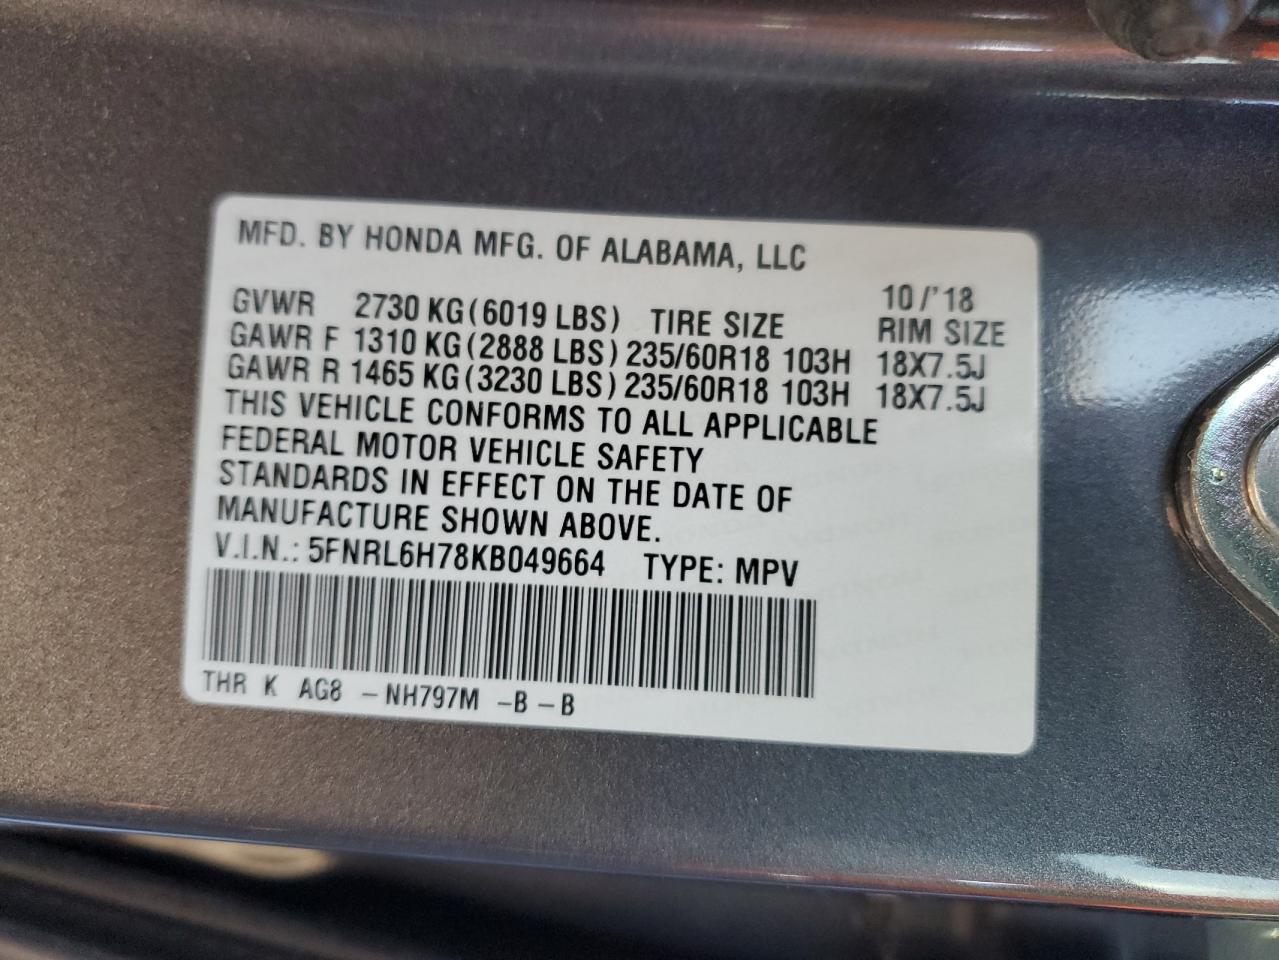 MFD. BY HONDA MFG. OF ALABAMA, LLC
10/'18
GVWR 2730 KG(6019 LBS) TIRE SIZE RIM SIZE
GAWR F 1310 KG(2888 LBS) 235/60R18 103H 18X7.5J
GAWR R 1465 KG(3230 LBS) 235/60R18 103H 18X7.5J
THIS VEHICLE CONFORMS TO ALL APPLICABLE
FEDERAL MOTOR VEHICLE SAFETY
STANDARDS IN EFFECT ON THE DATE OF
MANUFACTURE SHOWN ABOVE.
V.I.N.: 5FNRL6H78KB049664 TYPE: MPV
THR K AG8 -NH797M -B-B